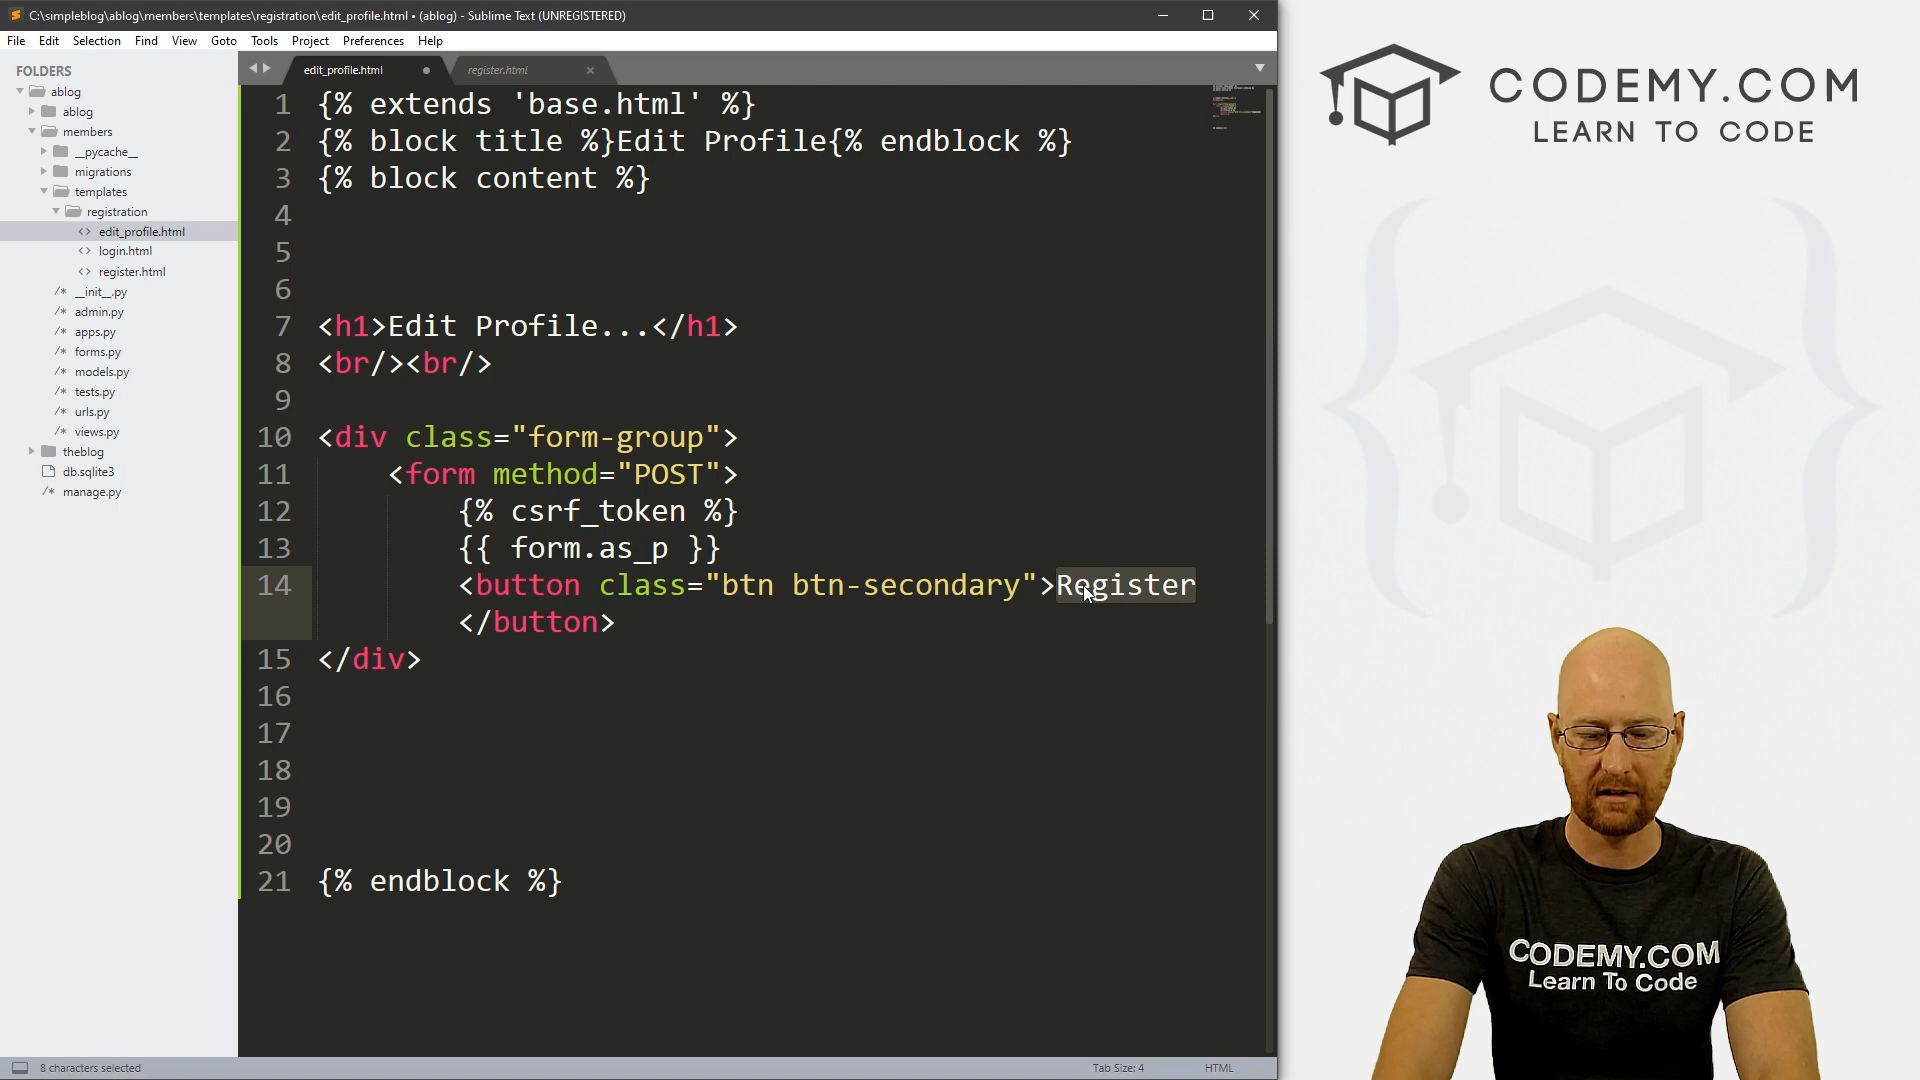 C:\simpleblog\ablog\members\templates\registration\edit_profile.html • (ablog) - Sublime Text (UNREGISTERED)
File Edit Selection Find View Goto Tools Project Preferences Help
FOLDERS
ablog
ablog
members
__pycache__
migrations
templates
registration
edit_profile.html
login.html
register.html
__init__.py
admin.py
apps.py
forms.py
models.py
tests.py
urls.py
views.py
theblog
db.sqlite3
manage.py
edit_profile.html register.html
1 {% extends 'base.html' %}
2 {% block title %}Edit Profile{% endblock %}
3 {% block content %}
4
5
6
7 <h1>Edit Profile...</h1>
8 <br/><br/>
9
10 <div class="form-group">
11 <form method="POST">
12 {% csrf_token %}
13 {{ form.as_p }}
14 <button class="btn btn-secondary">Register
</button>
15 </div>
16
17
18
19
20
21 {% endblock %}
8 characters selected Tab Size: 4 HTML
CODEMY.COM
LEARN TO CODE
CODEMY.COM
Learn To Code